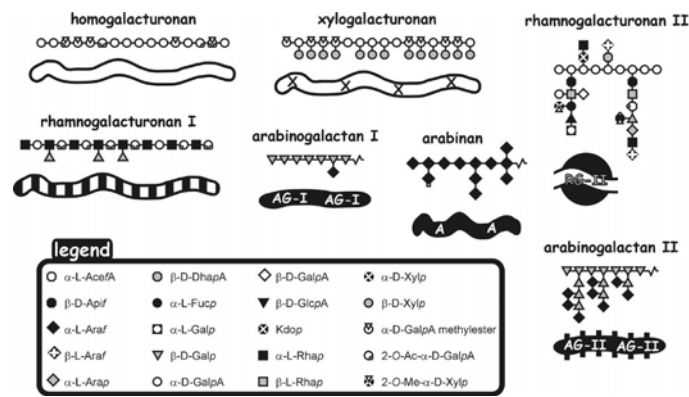 homogalacturonan
xylogalacturonan
rhamnogalacturonan II
rhamnogalacturonan I
arabinogalactan I
arabinan
AG-I AG-I
A A
RG-II
arabinogalactan II
AG-II AG-II
legend
α-L-AcefA
β-D-DhapA
β-D-GalpA
α-D-Xylp
β-D-Apif
α-L-Fucp
β-D-GlcpA
β-D-Xylp
α-L-Araf
α-L-Galp
Kdop
α-D-GalpA methylester
β-L-Araf
β-D-Galp
α-L-Rhap
2-O-Ac-α-D-GalpA
α-L-Arap
α-D-GalpA
β-L-Rhap
2-O-Me-α-D-Xylp